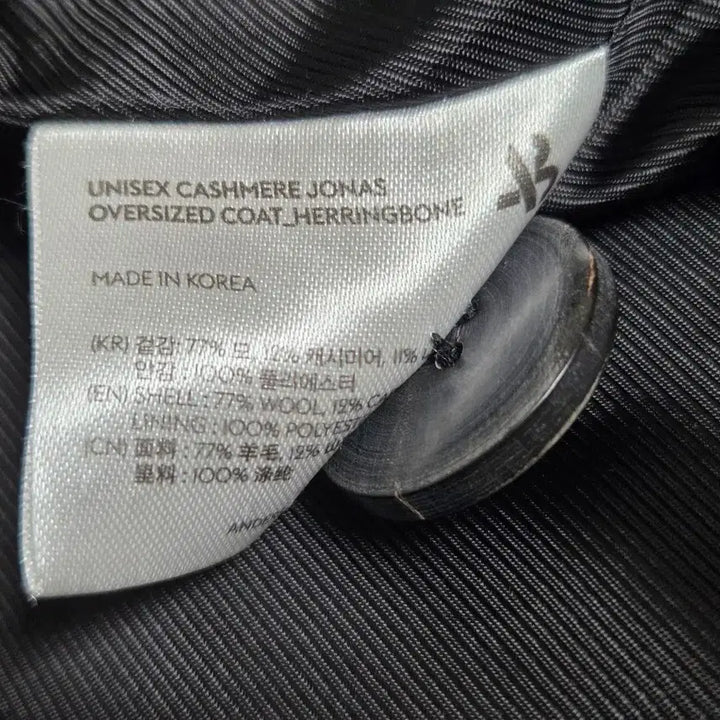 UNISEX CASHMERE JONAS
OVERSIZED COAT_HERRINGBONE
MADE IN KOREA
(KR) 겉감: 77% 모, 12% 캐시미어, 11%
안감 : 100% 폴리에스터
(EN) SHELL : 77% WOOL, 12%
LINING : 100%
(CN) 面料 : 77% 羊毛, 12%
里料 : 100% 涤纶